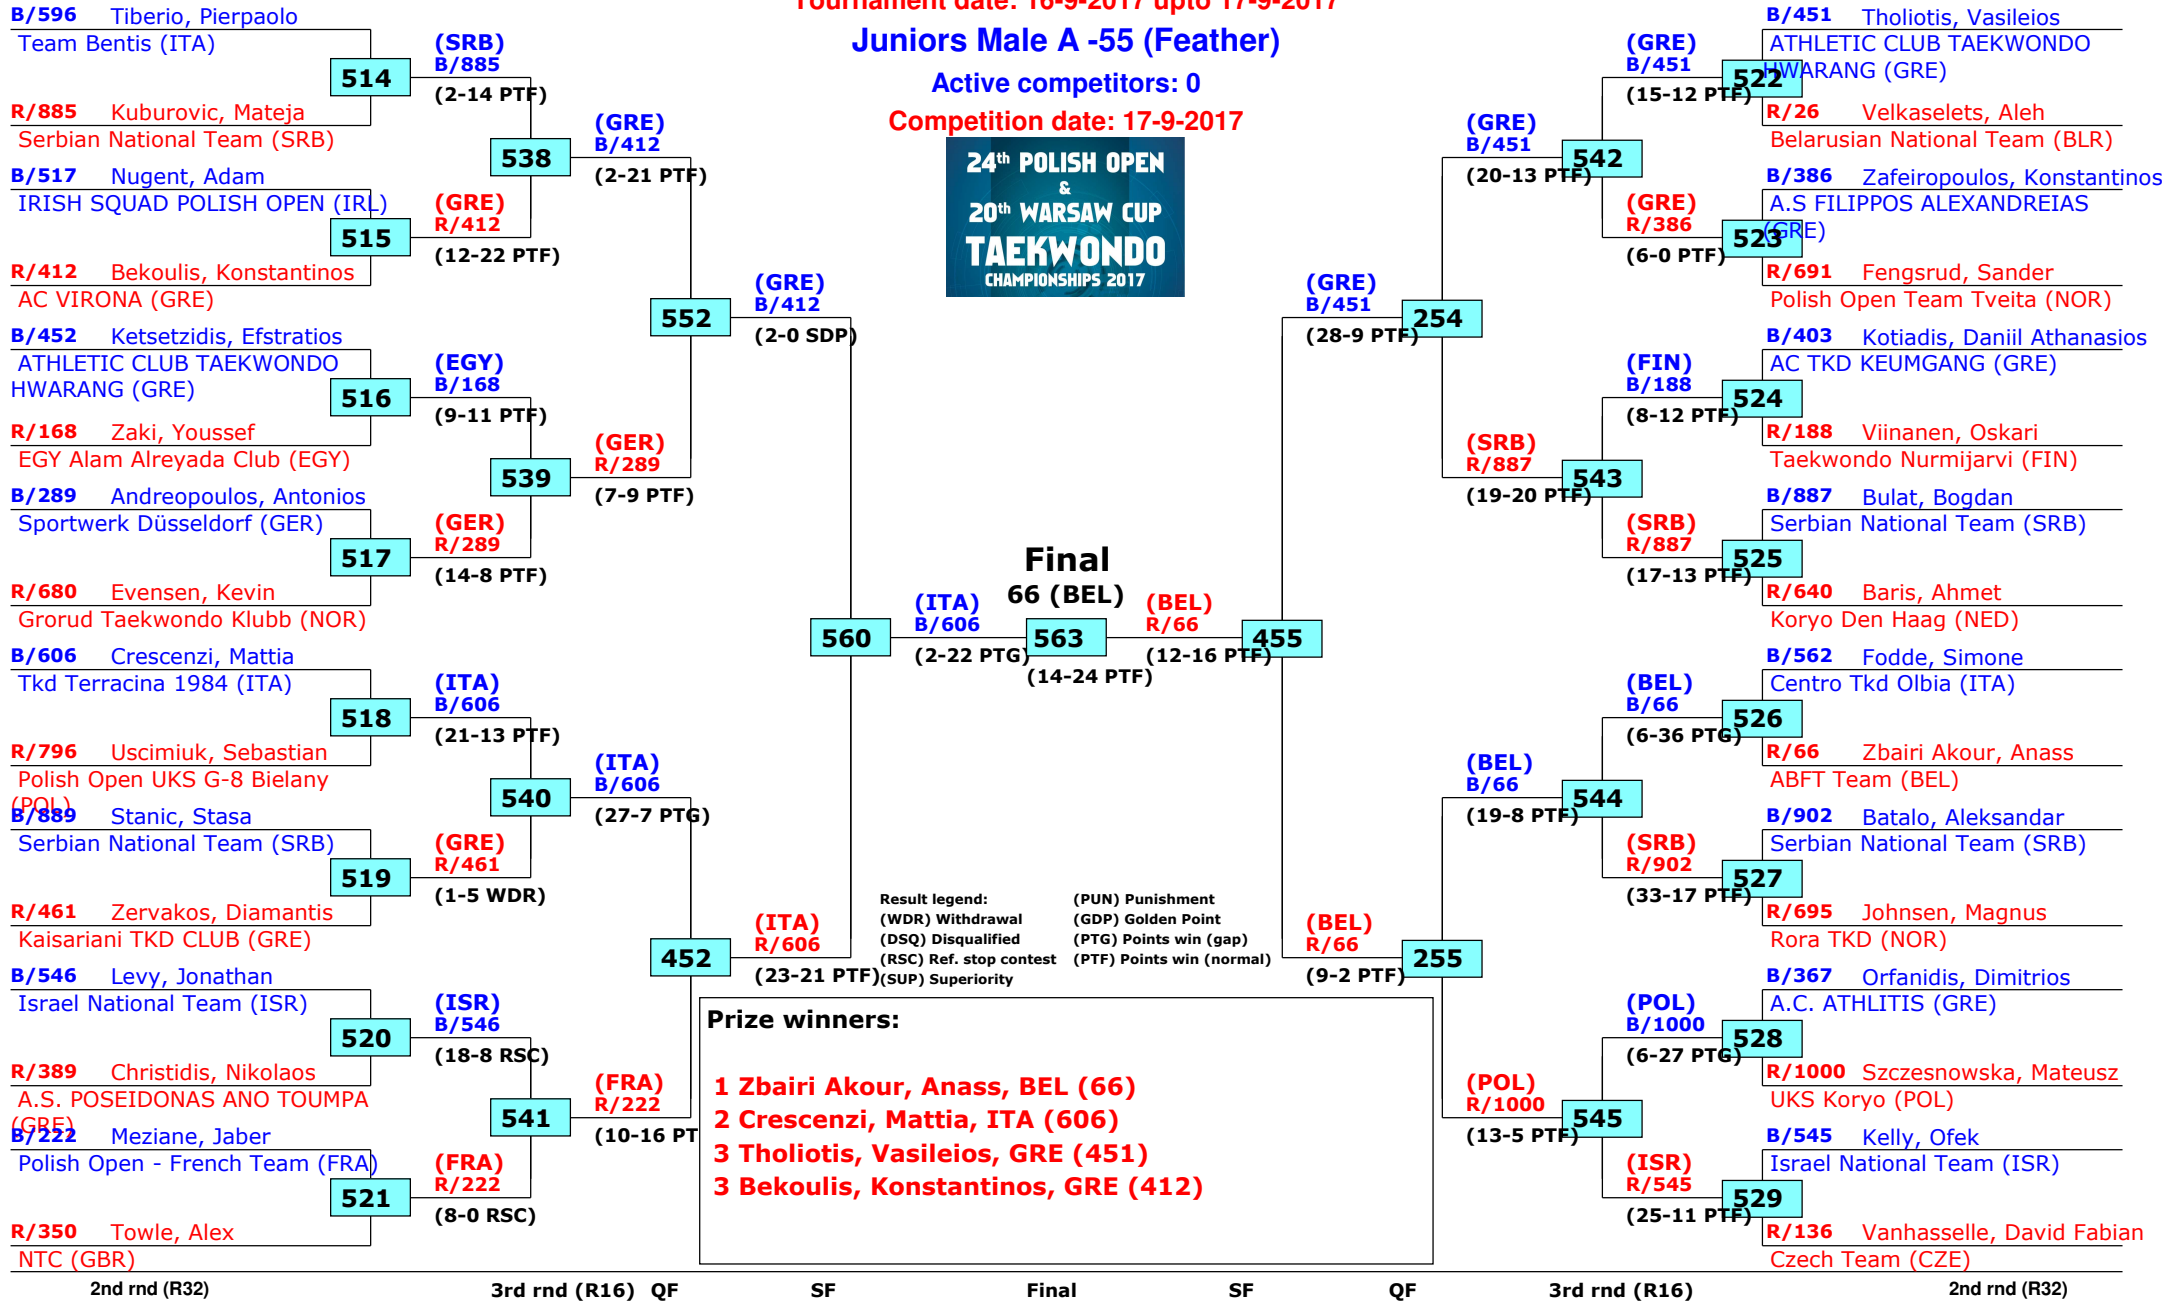 Tournament date: 16-9-2017 upto 17-9-2017
Juniors Male A -55 (Feather)
Active competitors: 0
Competition date: 17-9-2017
24th POLISH OPEN
&
20th WARSAW CUP
TAEKWONDO
CHAMPIONSHIPS 2017
B/596 Tiberio, Pierpaolo
Team Bentis (ITA)
514
R/885 Kuburovic, Mateja
Serbian National Team (SRB)
B/517 Nugent, Adam
IRISH SQUAD POLISH OPEN (IRL)
515
R/412 Bekoulis, Konstantinos
AC VIRONA (GRE)
B/452 Ketsetzidis, Efstratios
ATHLETIC CLUB TAEKWONDO
HWARANG (GRE)
516
R/168 Zaki, Youssef
EGY Alam Alreyada Club (EGY)
B/289 Andreopoulos, Antonios
Sportwerk Düsseldorf (GER)
517
R/680 Evensen, Kevin
Grorud Taekwondo Klubb (NOR)
B/606 Crescenzi, Mattia
Tkd Terracina 1984 (ITA)
518
R/796 Uscimiuk, Sebastian
Polish Open UKS G-8 Bielany
(POL)
B/889 Stanic, Stasa
Serbian National Team (SRB)
519
R/461 Zervakos, Diamantis
Kaisariani TKD CLUB (GRE)
B/546 Levy, Jonathan
Israel National Team (ISR)
520
R/389 Christidis, Nikolaos
A.S. POSEIDONAS ANO TOUMPA
(GRE)
B/222 Meziane, Jaber
Polish Open - French Team (FRA)
521
R/350 Towle, Alex
NTC (GBR)
(SRB)
B/885
(2-14 PTF)
538
(GRE)
R/412
(12-22 PTF)
(EGY)
B/168
(9-11 PTF)
539
(GER)
R/289
(14-8 PTF)
(ITA)
B/606
(21-13 PTF)
540
(GRE)
R/461
(1-5 WDR)
(ISR)
B/546
(18-8 RSC)
541
(FRA)
R/222
(8-0 RSC)
(GRE)
B/412
(2-21 PTF)
552
(GER)
R/289
(7-9 PTF)
(ITA)
B/606
(27-7 PTG)
452
(FRA)
R/222
(10-16 PT
(GRE)
B/412
(2-0 SDP)
560
(ITA)
R/606
(23-21 PTF)
(ITA)
B/606
(2-22 PTG)
Final
66 (BEL)
563
(14-24 PTF)
(BEL)
R/66
(12-16 PTF)
455
(GRE)
B/451
(28-9 PTF)
254
(BEL)
R/66
(9-2 PTF)
255
(GRE)
B/451
(20-13 PTF)
542
(SRB)
R/887
(19-20 PTF)
543
(BEL)
B/66
(19-8 PTF)
544
(POL)
R/1000
(13-5 PTF)
545
(GRE)
B/451
(15-12 PTF)
522
(GRE)
R/386
(6-0 PTF)
523
(FIN)
B/188
(8-12 PTF)
524
(SRB)
R/887
(17-13 PTF)
525
(BEL)
B/66
(6-36 PTG)
526
(SRB)
R/902
(33-17 PTF)
527
(POL)
B/1000
(6-27 PTG)
528
(ISR)
R/545
(25-11 PTF)
529
B/451 Tholiotis, Vasileios
ATHLETIC CLUB TAEKWONDO
HWARANG (GRE)
R/26 Velkaselets, Aleh
Belarusian National Team (BLR)
B/386 Zafeiropoulos, Konstantinos
A.S FILIPPOS ALEXANDREIAS
(GRE)
R/691 Fengsrud, Sander
Polish Open Team Tveita (NOR)
B/403 Kotiadis, Daniil Athanasios
AC TKD KEUMGANG (GRE)
R/188 Viinanen, Oskari
Taekwondo Nurmijarvi (FIN)
B/887 Bulat, Bogdan
Serbian National Team (SRB)
R/640 Baris, Ahmet
Koryo Den Haag (NED)
B/562 Fodde, Simone
Centro Tkd Olbia (ITA)
R/66 Zbairi Akour, Anass
ABFT Team (BEL)
B/902 Batalo, Aleksandar
Serbian National Team (SRB)
R/695 Johnsen, Magnus
Rora TKD (NOR)
B/367 Orfanidis, Dimitrios
A.C. ATHLITIS (GRE)
R/1000 Szczesnowska, Mateusz
UKS Koryo (POL)
B/545 Kelly, Ofek
Israel National Team (ISR)
R/136 Vanhasselle, David Fabian
Czech Team (CZE)
Result legend: (PUN) Punishment
(WDR) Withdrawal (GDP) Golden Point
(DSQ) Disqualified (PTG) Points win (gap)
(RSC) Ref. stop contest (PTF) Points win (normal)
(SUP) Superiority
Prize winners:
1 Zbairi Akour, Anass, BEL (66)
2 Crescenzi, Mattia, ITA (606)
3 Tholiotis, Vasileios, GRE (451)
3 Bekoulis, Konstantinos, GRE (412)
2nd rnd (R32) 3rd rnd (R16) QF SF Final SF QF 3rd rnd (R16) 2nd rnd (R32)